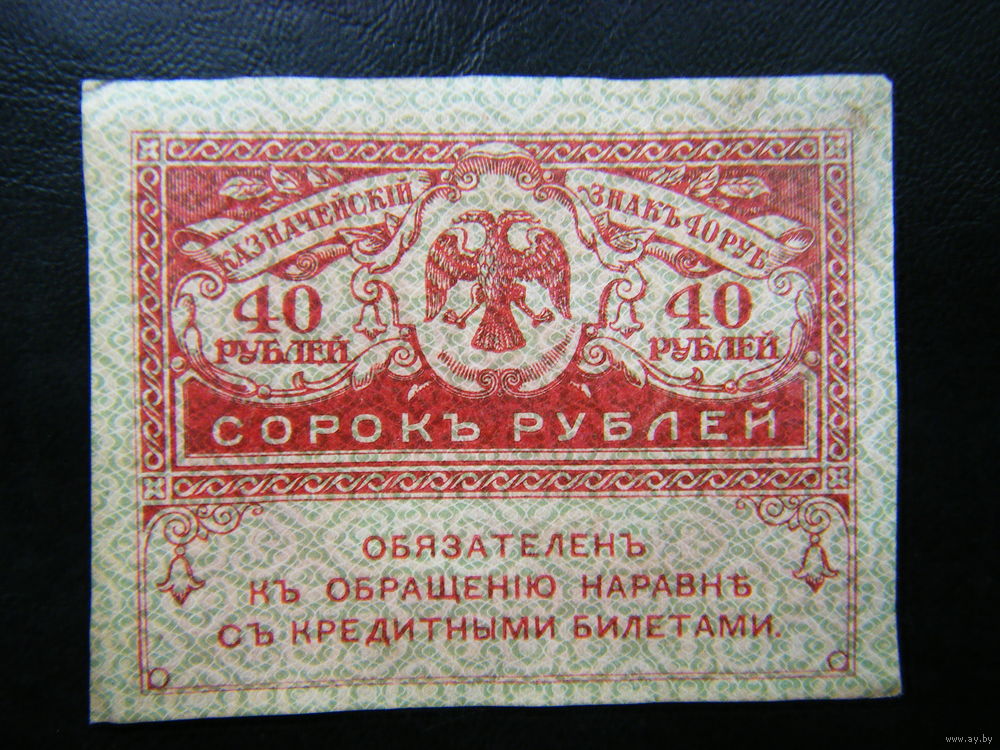 КАЗНАЧЕЙСКІЙ ЗНАКЪ 40 РУБ.
40 РУБЛЕЙ
40 РУБЛЕЙ
СОРОКЪ РУБЛЕЙ
ОБЯЗАТЕЛЕНЪ
КЪ ОБРАЩЕНІЮ НАРАВНѢ
СЪ КРЕДИТНЫМИ БИЛЕТАМИ.
www.ay.by